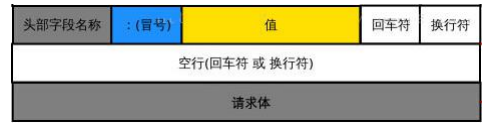 头部字段名称 :(冒号) 值 回车符 换行符
空行(回车符 或 换行符)
请求体